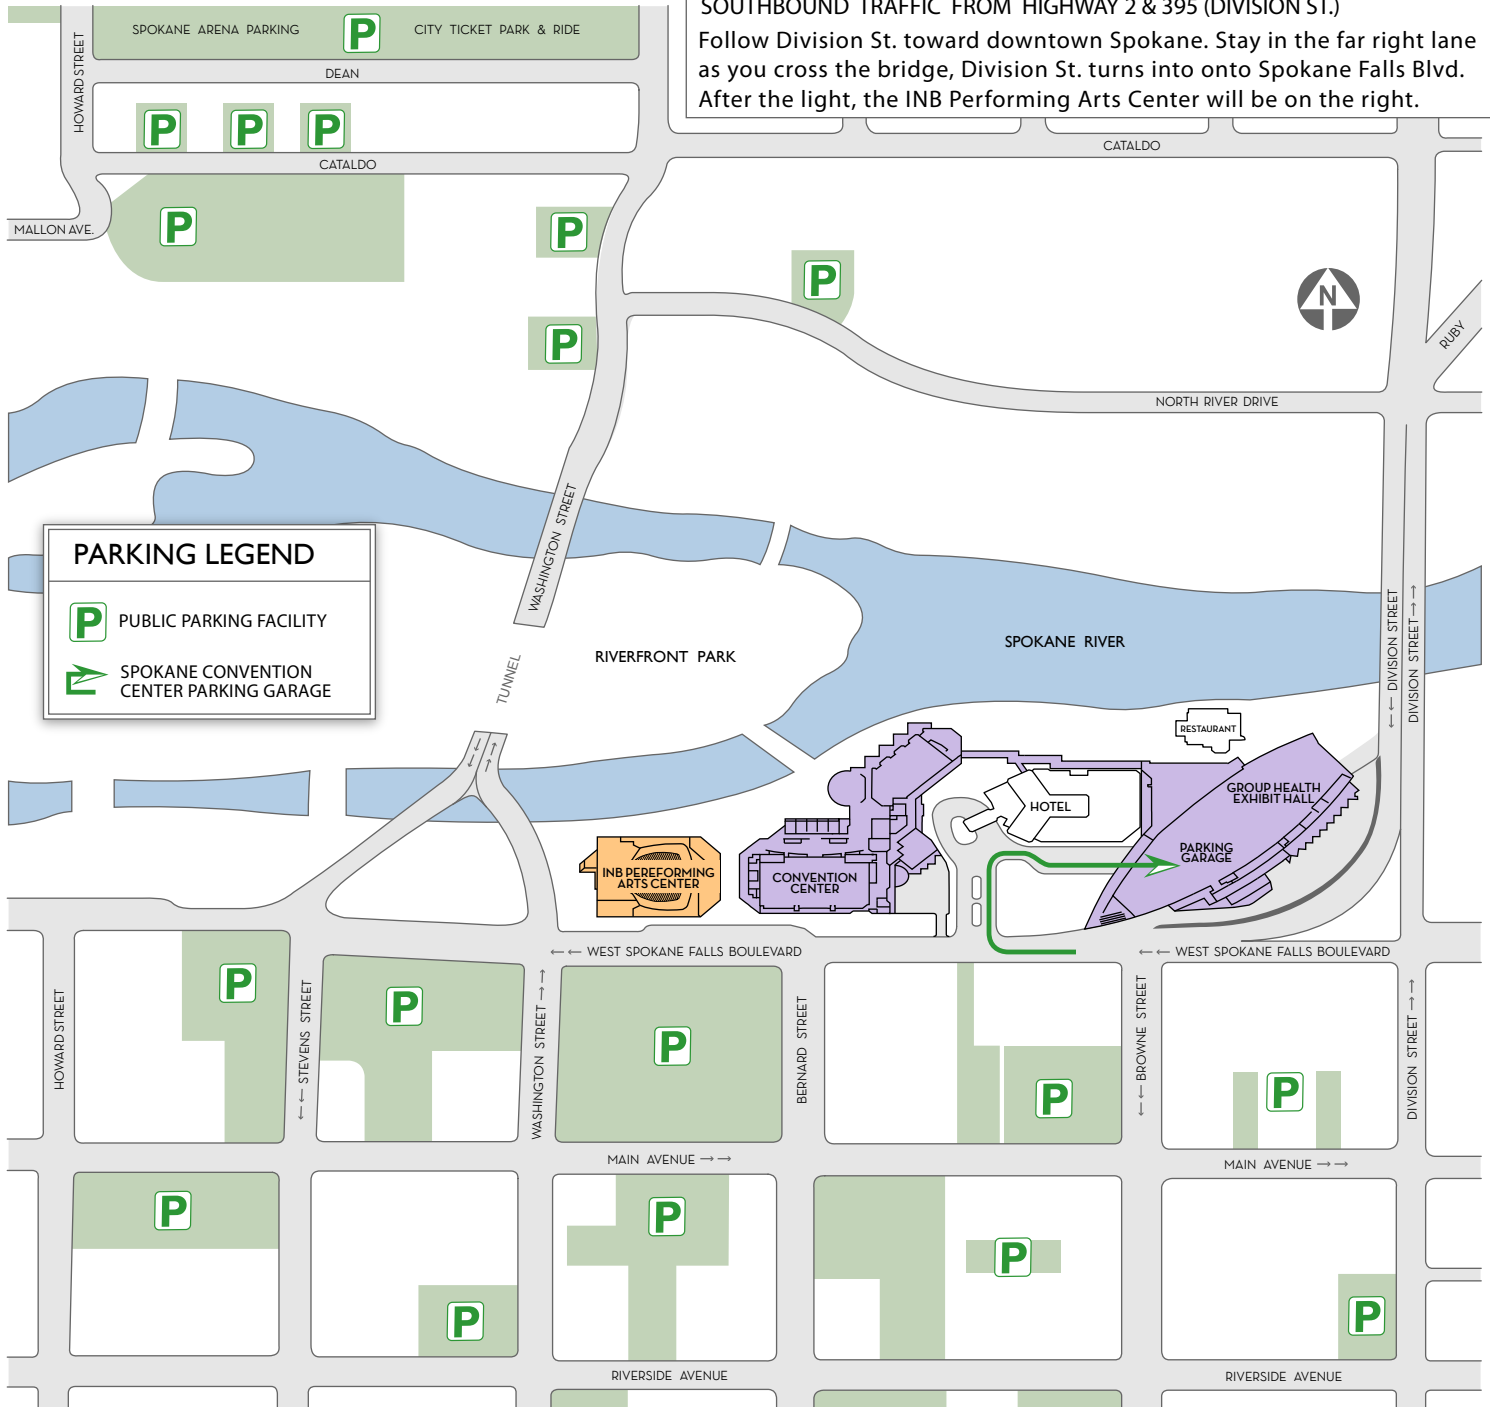 SOUTHBOUND TRAFFIC FROM HIGHWAY 2 & 395 (DIVISION ST.)
Follow Division St. toward downtown Spokane. Stay in the far right lane
as you cross the bridge, Division St. turns into onto Spokane Falls Blvd.
After the light, the INB Performing Arts Center will be on the right.
SPOKANE ARENA PARKING
P
CITY TICKET PARK & RIDE
HOWARD STREET
DEAN
P
P
P
CATALDO
CATALDO
MALLON AVE.
P
P
P
P
N
RUBY
NORTH RIVER DRIVE
WASHINGTON STREET
PARKING LEGEND
P
PUBLIC PARKING FACILITY
SPOKANE CONVENTION
CENTER PARKING GARAGE
TUNNEL
RIVERFRONT PARK
SPOKANE RIVER
←← DIVISION STREET
DIVISION STREET →→
RESTAURANT
GROUP HEALTH
EXHIBIT HALL
HOTEL
PARKING
GARAGE
INB PEREFORMING
ARTS CENTER
CONVENTION
CENTER
←← WEST SPOKANE FALLS BOULEVARD
←← WEST SPOKANE FALLS BOULEVARD
HOWARD STREET
P
←← STEVENS STREET
P
WASHINGTON STREET →→
P
BERNARD STREET
P
←← BROWNE STREET
P
DIVISION STREET →→
MAIN AVENUE →→
MAIN AVENUE →→
P
P
P
P
P
RIVERSIDE AVENUE
RIVERSIDE AVENUE